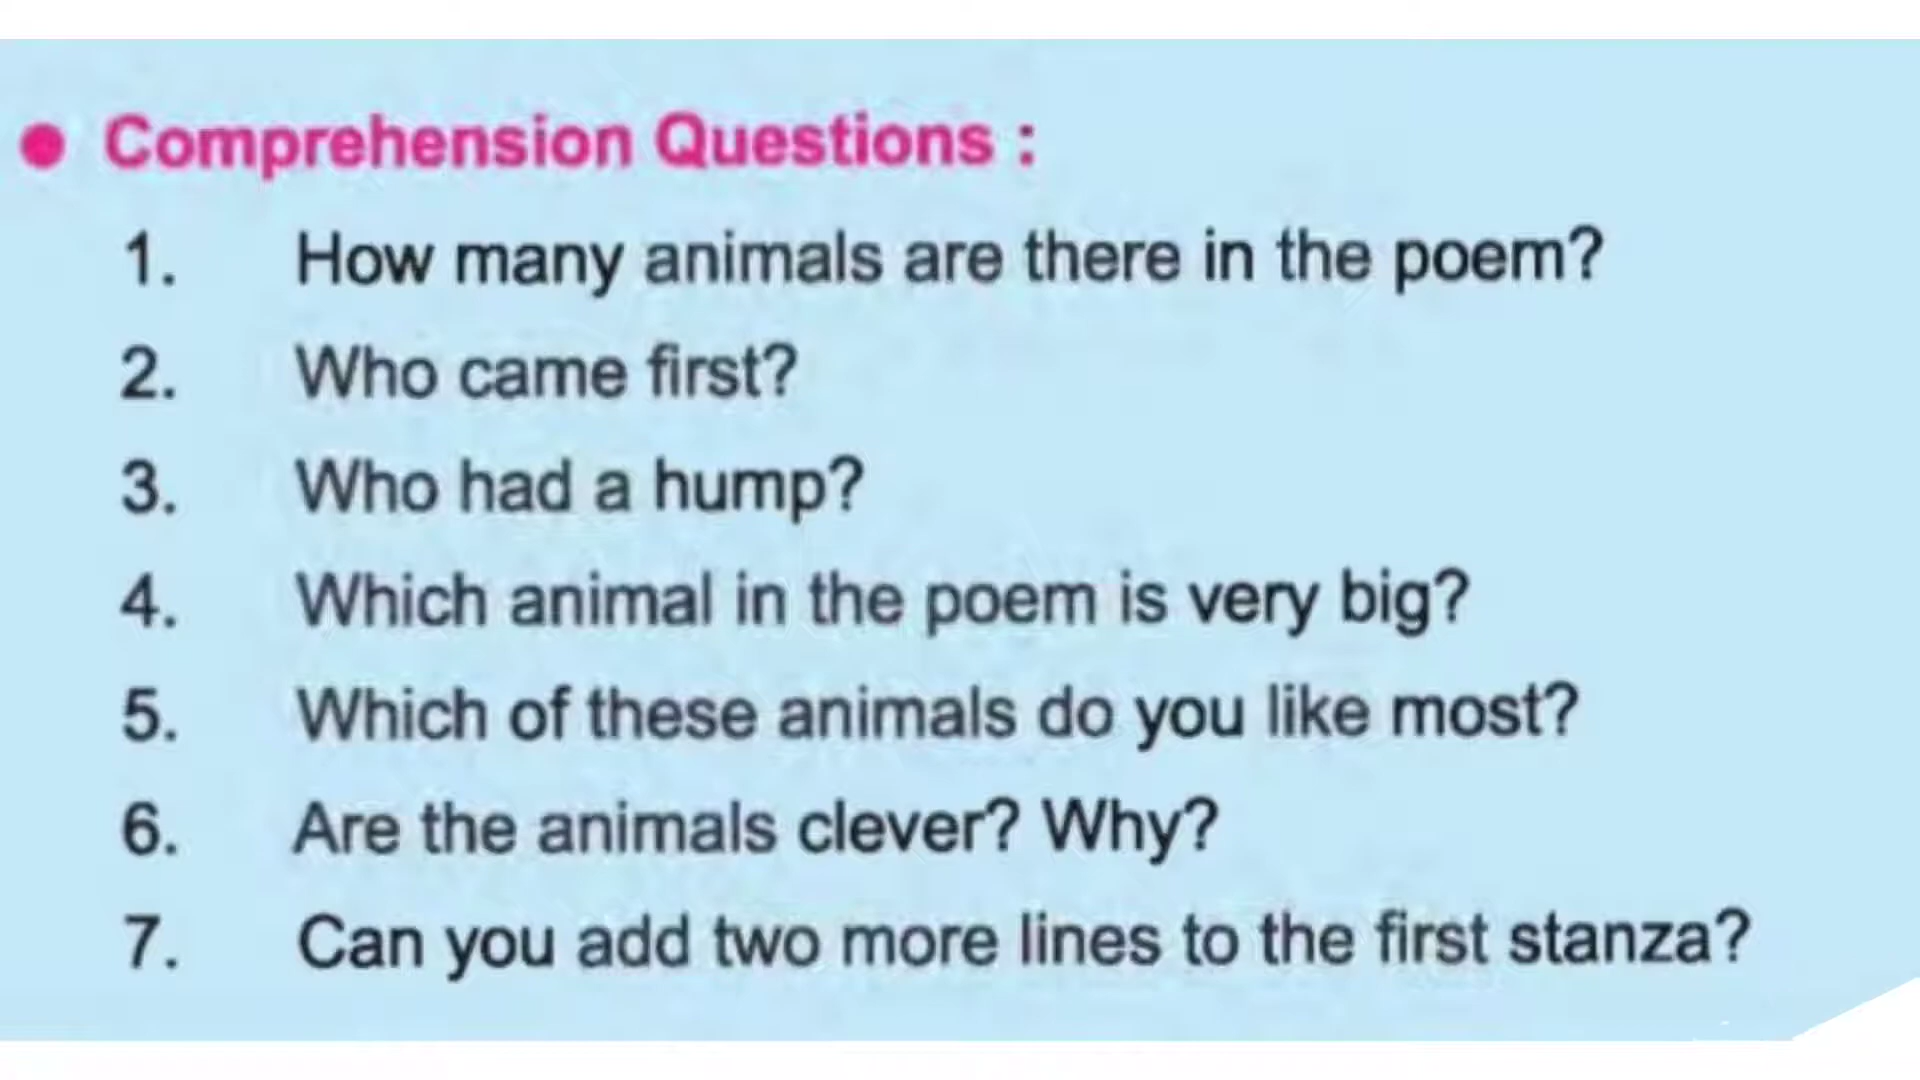 ● Comprehension Questions :
1. How many animals are there in the poem?
2. Who came first?
3. Who had a hump?
4. Which animal in the poem is very big?
5. Which of these animals do you like most?
6. Are the animals clever? Why?
7. Can you add two more lines to the first stanza?